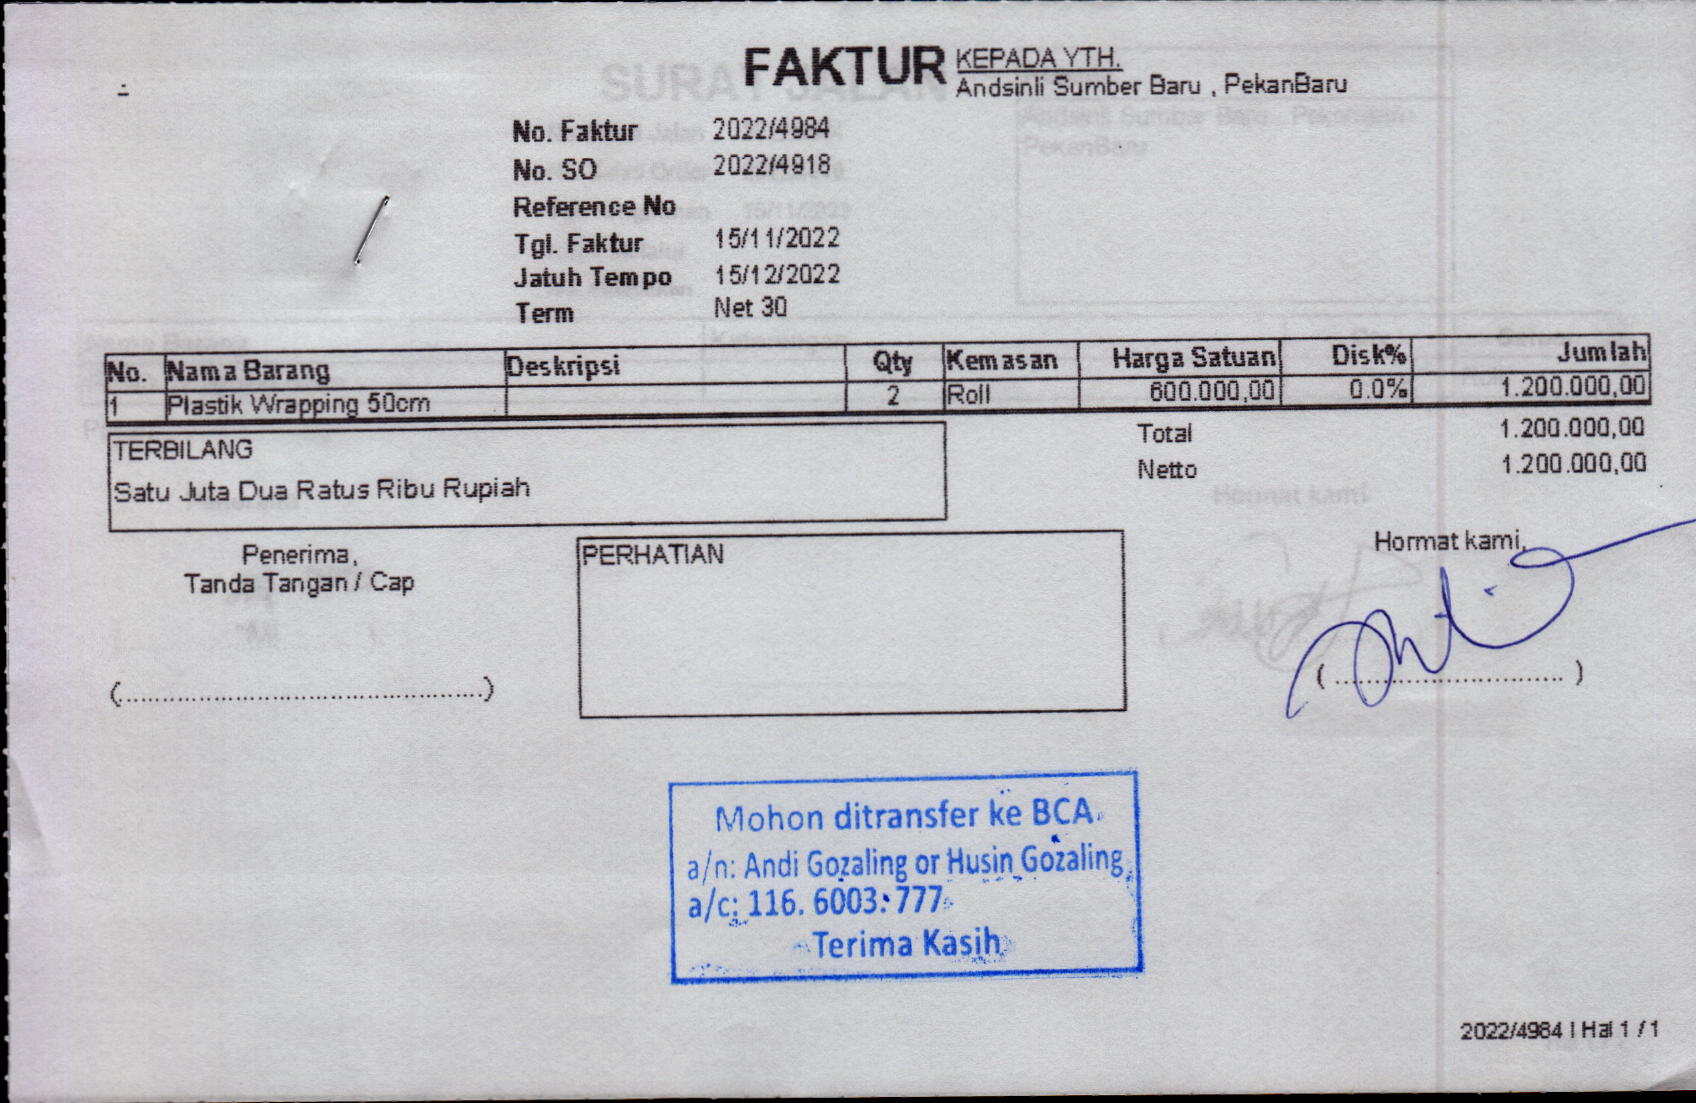 FAKTUR
KEPADA YTH.
Andsinli Sumber Baru , PekanBaru
No. Faktur 2022/4984
No. SO 2022/4918
Reference No
Tgl. Faktur 15/11/2022
Jatuh Tempo 15/12/2022
Term Net 30
No. Nama Barang Deskripsi Qty Kemasan Harga Satuan Disk% Jumlah
1 Plastik Wrapping 50cm 2 Roll 600.000,00 0.0% 1.200.000,00
TERBILANG
Satu Juta Dua Ratus Ribu Rupiah
Total 1.200.000,00
Netto 1.200.000,00
Penerima,
Tanda Tangan / Cap
(...............................................)
PERHATIAN
Hormat kami,
( ............................. )
Mohon ditransfer ke BCA
a/n: Andi Gozaling or Husin Gozaling
a/c: 116. 6003. 777
Terima Kasih
2022/4984 | Hal 1 / 1